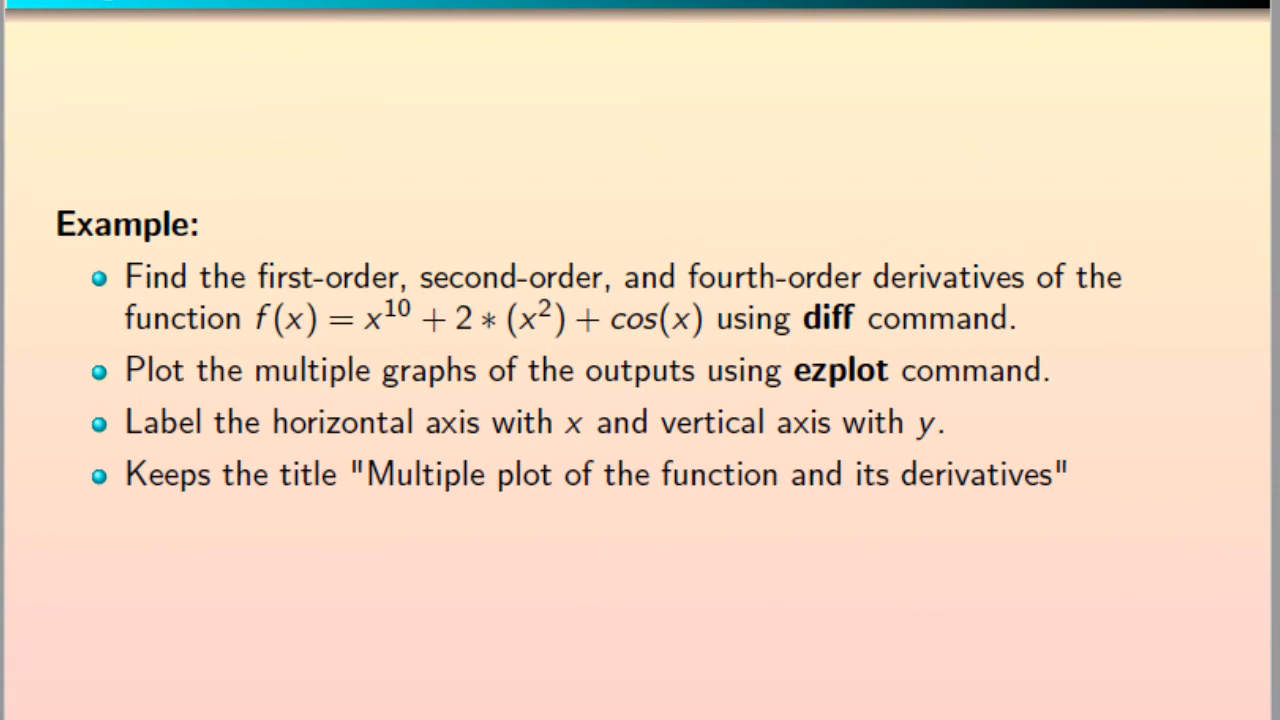 Example:
Find the first-order, second-order, and fourth-order derivatives of the
function f(x) = x¹⁰ + 2 ∗ (x²) + cos(x) using diff command.
Plot the multiple graphs of the outputs using ezplot command.
Label the horizontal axis with x and vertical axis with y.
Keeps the title "Multiple plot of the function and its derivatives"